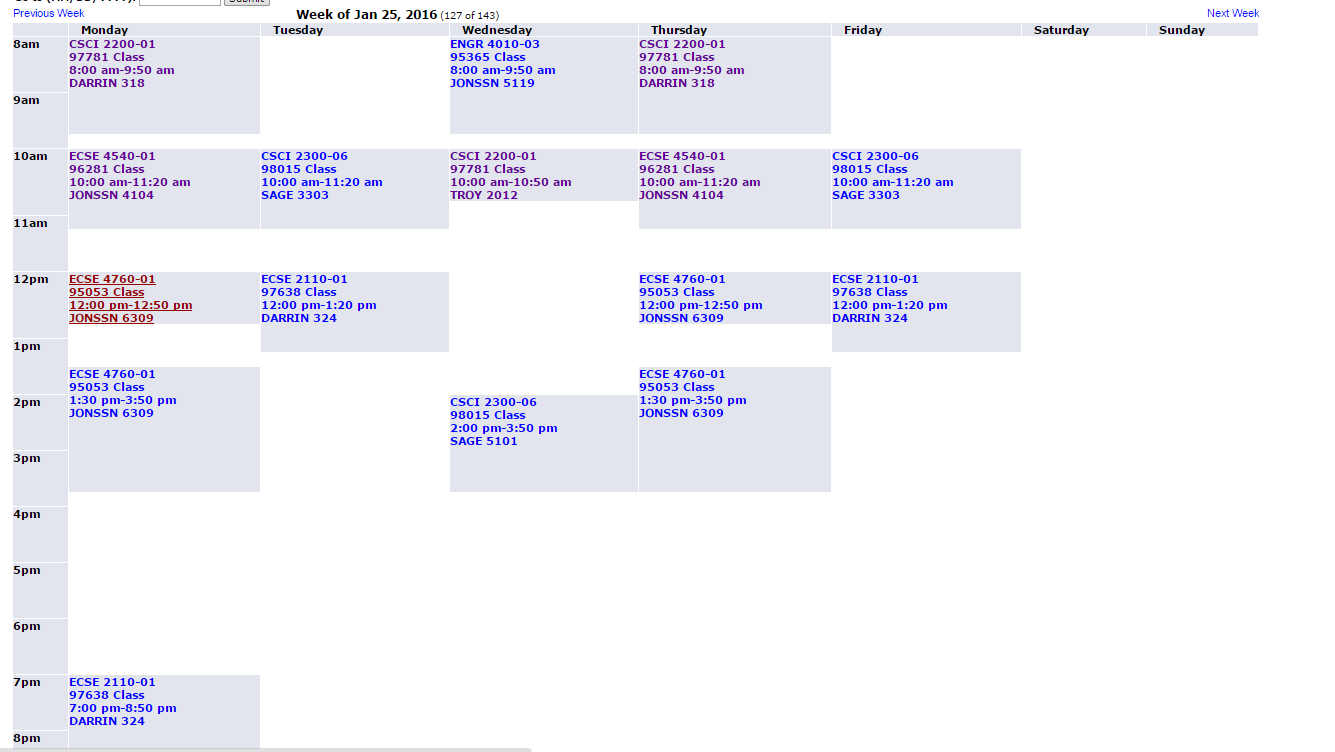 Submit
Previous Week
Week of Jan 25, 2016 (127 of 143)
Next Week
Monday
Tuesday
Wednesday
Thursday
Friday
Saturday
Sunday
8am
CSCI 2200-01
97781 Class
8:00 am-9:50 am
DARRIN 318
ENGR 4010-03
95365 Class
8:00 am-9:50 am
JONSSN 5119
CSCI 2200-01
97781 Class
8:00 am-9:50 am
DARRIN 318
9am
10am
ECSE 4540-01
96281 Class
10:00 am-11:20 am
JONSSN 4104
CSCI 2300-06
98015 Class
10:00 am-11:20 am
SAGE 3303
CSCI 2200-01
97781 Class
10:00 am-10:50 am
TROY 2012
ECSE 4540-01
96281 Class
10:00 am-11:20 am
JONSSN 4104
CSCI 2300-06
98015 Class
10:00 am-11:20 am
SAGE 3303
11am
12pm
ECSE 4760-01
95053 Class
12:00 pm-12:50 pm
JONSSN 6309
ECSE 2110-01
97638 Class
12:00 pm-1:20 pm
DARRIN 324
ECSE 4760-01
95053 Class
12:00 pm-12:50 pm
JONSSN 6309
ECSE 2110-01
97638 Class
12:00 pm-1:20 pm
DARRIN 324
1pm
ECSE 4760-01
95053 Class
1:30 pm-3:50 pm
JONSSN 6309
ECSE 4760-01
95053 Class
1:30 pm-3:50 pm
JONSSN 6309
2pm
CSCI 2300-06
98015 Class
2:00 pm-3:50 pm
SAGE 5101
3pm
4pm
5pm
6pm
7pm
ECSE 2110-01
97638 Class
7:00 pm-8:50 pm
DARRIN 324
8pm